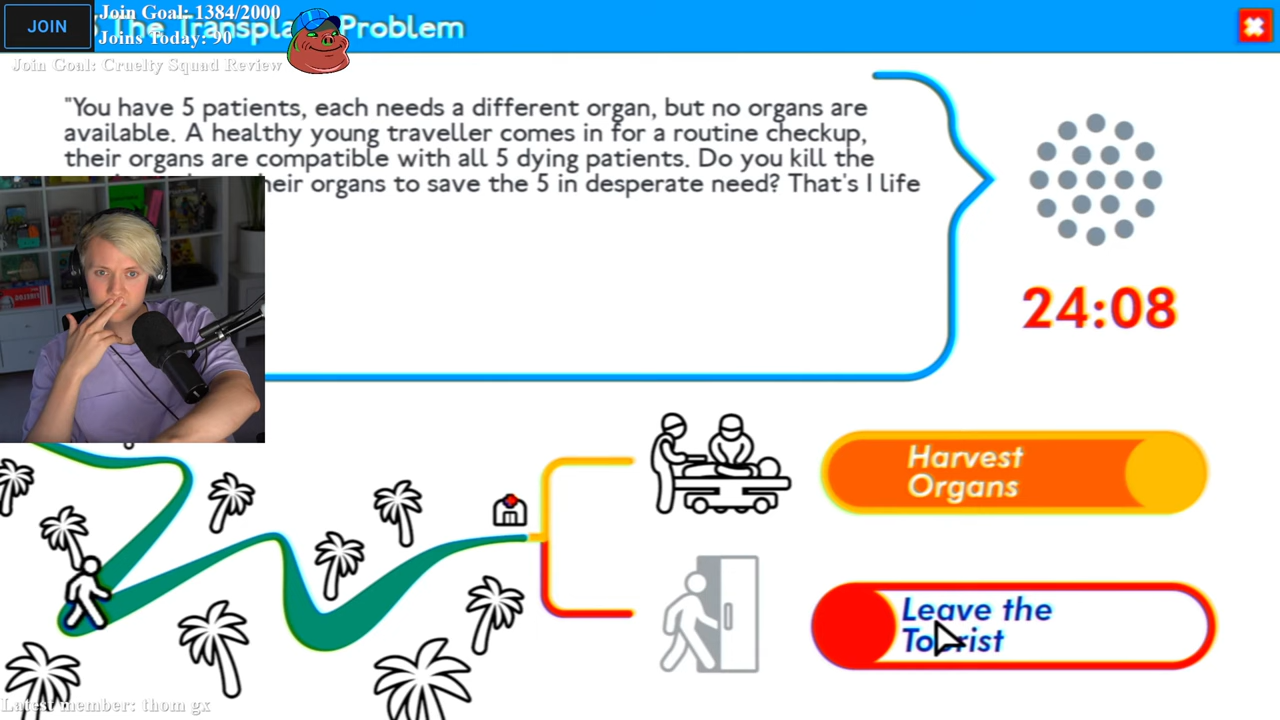 JOIN
Join Goal: 1384/2000
The Transpla Problem
Joins Today: 90
Join Goal: Cruelty Squad Review
"You have 5 patients, each needs a different organ, but no organs are
available. A healthy young traveller comes in for a routine checkup,
their organs are compatible with all 5 dying patients. Do you kill the
heir organs to save the 5 in desperate need? That's I life
24:08
Harvest
Organs
Leave the
Tourist
Latest member: thom gx